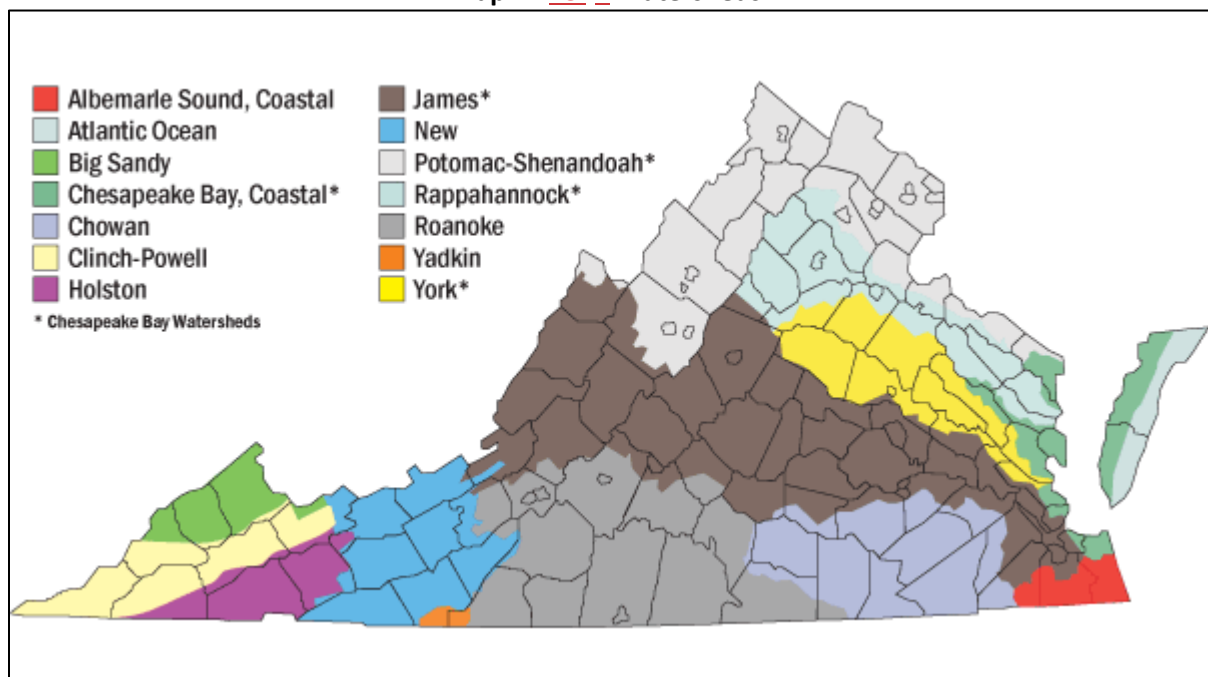 Albemarle Sound, Coastal
Atlantic Ocean
Big Sandy
Chesapeake Bay, Coastal*
Chowan
Clinch-Powell
Holston
* Chesapeake Bay Watersheds
James*
New
Potomac-Shenandoah*
Rappahannock*
Roanoke
Yadkin
York*